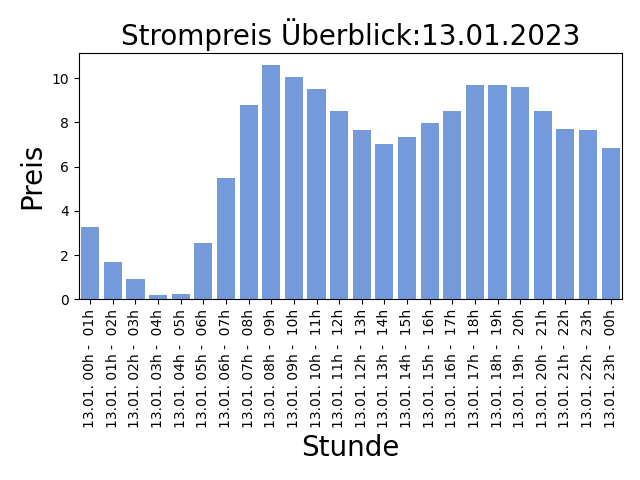 Strompreis Überblick:13.01.2023
Preis
10
8
6
4
2
0
13.01. 00h - 01h
13.01. 01h - 02h
13.01. 02h - 03h
13.01. 03h - 04h
13.01. 04h - 05h
13.01. 05h - 06h
13.01. 06h - 07h
13.01. 07h - 08h
13.01. 08h - 09h
13.01. 09h - 10h
13.01. 10h - 11h
13.01. 11h - 12h
13.01. 12h - 13h
13.01. 13h - 14h
13.01. 14h - 15h
13.01. 15h - 16h
13.01. 16h - 17h
13.01. 17h - 18h
13.01. 18h - 19h
13.01. 19h - 20h
13.01. 20h - 21h
13.01. 21h - 22h
13.01. 22h - 23h
13.01. 23h - 00h
Stunde